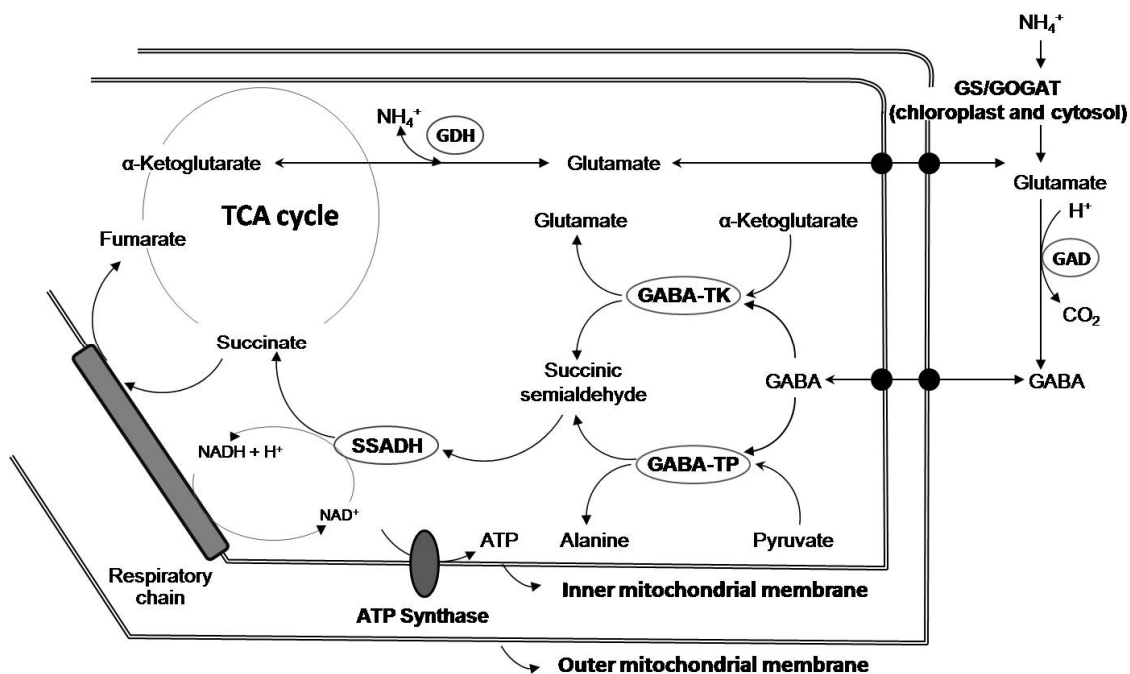 NH₄⁺
GS/GOGAT
(chloroplast and cytosol)
NH₄⁺
GDH
α-Ketoglutarate
Glutamate
Glutamate
TCA cycle
Glutamate
α-Ketoglutarate
H⁺
Fumarate
GAD
GABA-TK
CO₂
Succinate
Succinic
semialdehyde
GABA
GABA
NADH + H⁺
SSADH
GABA-TP
NAD⁺
ATP
Alanine
Pyruvate
Respiratory
chain
Inner mitochondrial membrane
ATP Synthase
Outer mitochondrial membrane